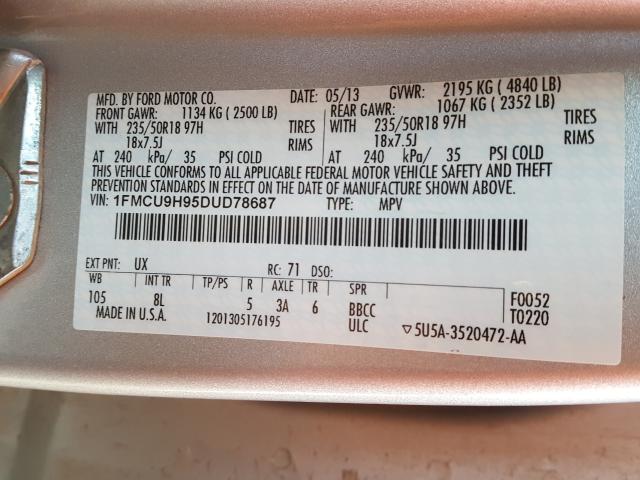 MFD. BY FORD MOTOR CO. DATE: 05/13 GVWR: 2195 KG ( 4840 LB)
FRONT GAWR: 1134 KG ( 2500 LB) REAR GAWR: 1067 KG ( 2352 LB)
WITH 235/50R18 97H TIRES WITH 235/50R18 97H TIRES
18x7.5J RIMS 18x7.5J RIMS
AT 240 kPa/ 35 PSI COLD AT 240 kPa/ 35 PSI COLD
THIS VEHICLE CONFORMS TO ALL APPLICABLE FEDERAL MOTOR VEHICLE SAFETY AND THEFT
PREVENTION STANDARDS IN EFFECT ON THE DATE OF MANUFACTURE SHOWN ABOVE.
VIN: 1FMCU9H95DUD78687 TYPE: MPV
EXT PNT: UX RC: 71 DSO:
WB INT TR TP/PS R AXLE TR SPR F0052
105 8L 5 3A 6 BBCC T0220
MADE IN U.S.A. 1201305176195 ULC ▽5U5A-3520472-AA